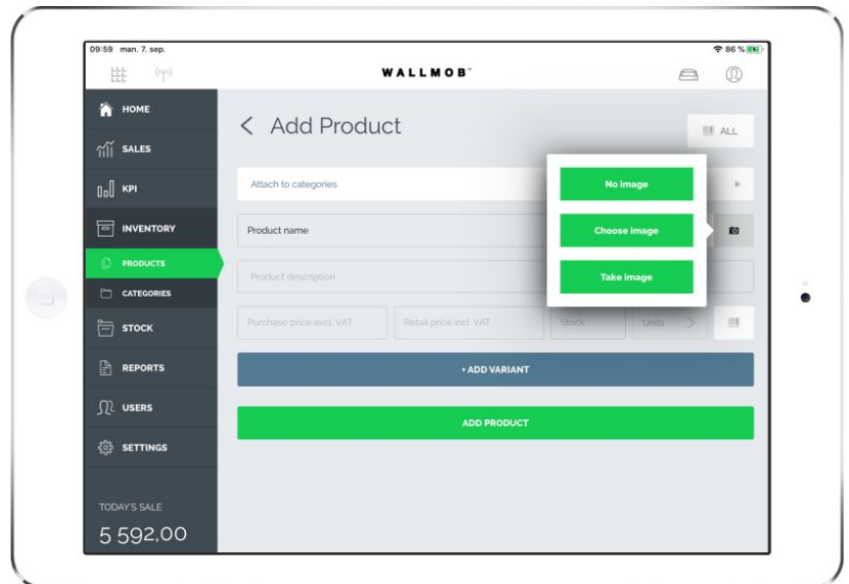 09:59 man. 7. sep.
86 %
WALLMOB™
HOME
SALES
KPI
INVENTORY
PRODUCTS
CATEGORIES
STOCK
REPORTS
USERS
SETTINGS
TODAY'S SALE
5 592,00
Add Product
ALL
Attach to categories
No image
Product name
Choose image
Product description
Take image
Purchase price excl. VAT
Retail price incl. VAT
Stock
Units
+ ADD VARIANT
ADD PRODUCT